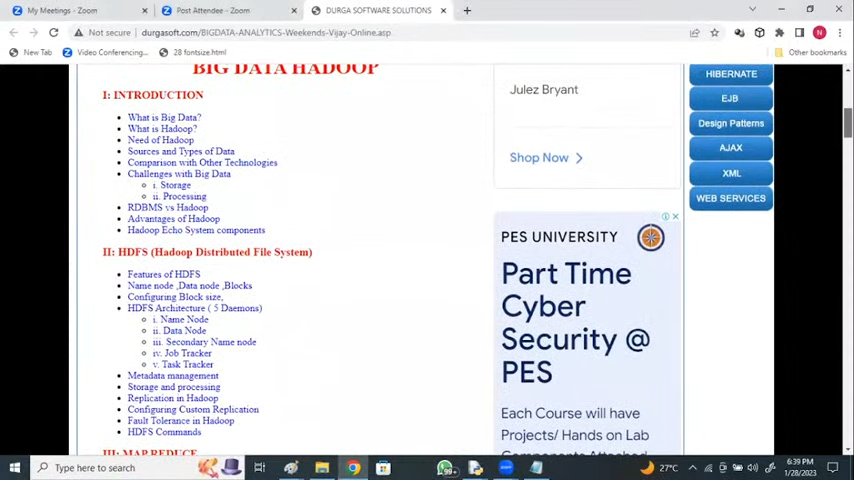 My Meetings - Zoom
Post Attendee - Zoom
DURGA SOFTWARE SOLUTIONS
Not secure
durgasoft.com/BIGDATA-ANALYTICS-Weekends-Vijay-Online.asp
N
New Tab
Video Conferencing,...
28 fontsize.html
Other bookmarks
BIG DATA HADOOP
I: INTRODUCTION
What is Big Data?
What is Hadoop?
Need of Hadoop
Sources and Types of Data
Comparison with Other Technologies
Challenges with Big Data
i. Storage
ii. Processing
RDBMS vs Hadoop
Advantages of Hadoop
Hadoop Echo System components
II: HDFS (Hadoop Distributed File System)
Features of HDFS
Name node ,Data node ,Blocks
Configuring Block size,
HDFS Architecture ( 5 Daemons)
i. Name Node
ii. Data Node
iii. Secondary Name node
iv. Job Tracker
v. Task Tracker
Metadata management
Storage and processing
Replication in Hadoop
Configuring Custom Replication
Fault Tolerance in Hadoop
HDFS Commands
III: MAP REDUCE
Julez Bryant
Shop Now
PES UNIVERSITY
Part Time
Cyber
Security @
PES
Each Course will have
Projects/ Hands on Lab
Components Attached
HIBERNATE
EJB
Design Patterns
AJAX
XML
WEB SERVICES
Type here to search
99+
27°C
6:39 PM
1/28/2023